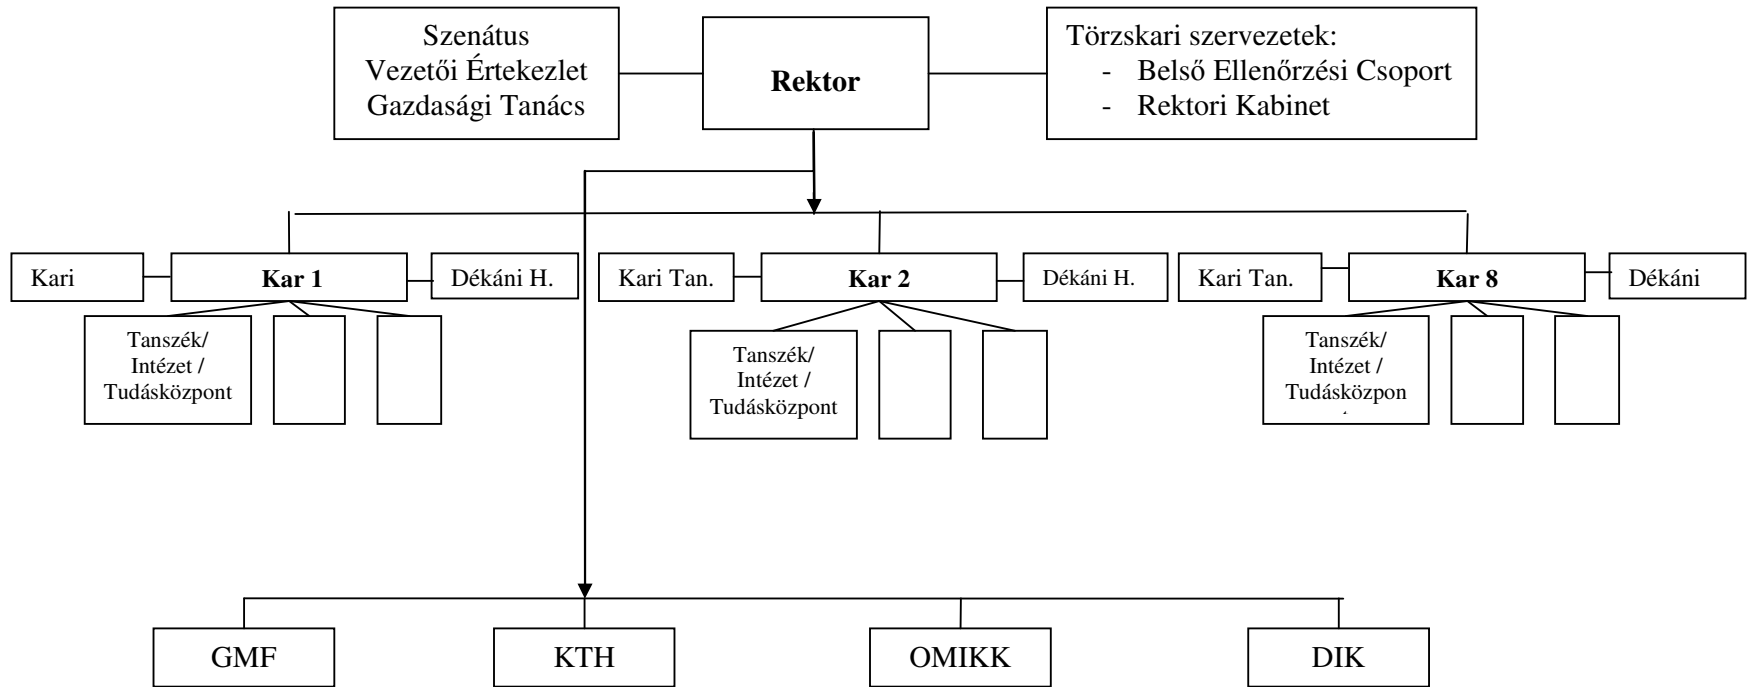 Szenátus
Vezetői Értekezlet
Gazdasági Tanács
Rektor
Törzskari szervezetek:
- Belső Ellenőrzési Csoport
- Rektori Kabinet
Kari
Kar 1
Dékáni H.
Kari Tan.
Kar 2
Dékáni H.
Kari Tan.
Kar 8
Dékáni
Tanszék/
Intézet /
Tudásközpont
Tanszék/
Intézet /
Tudásközpont
Tanszék/
Intézet /
Tudásközpon
GMF
KTH
OMIKK
DIK